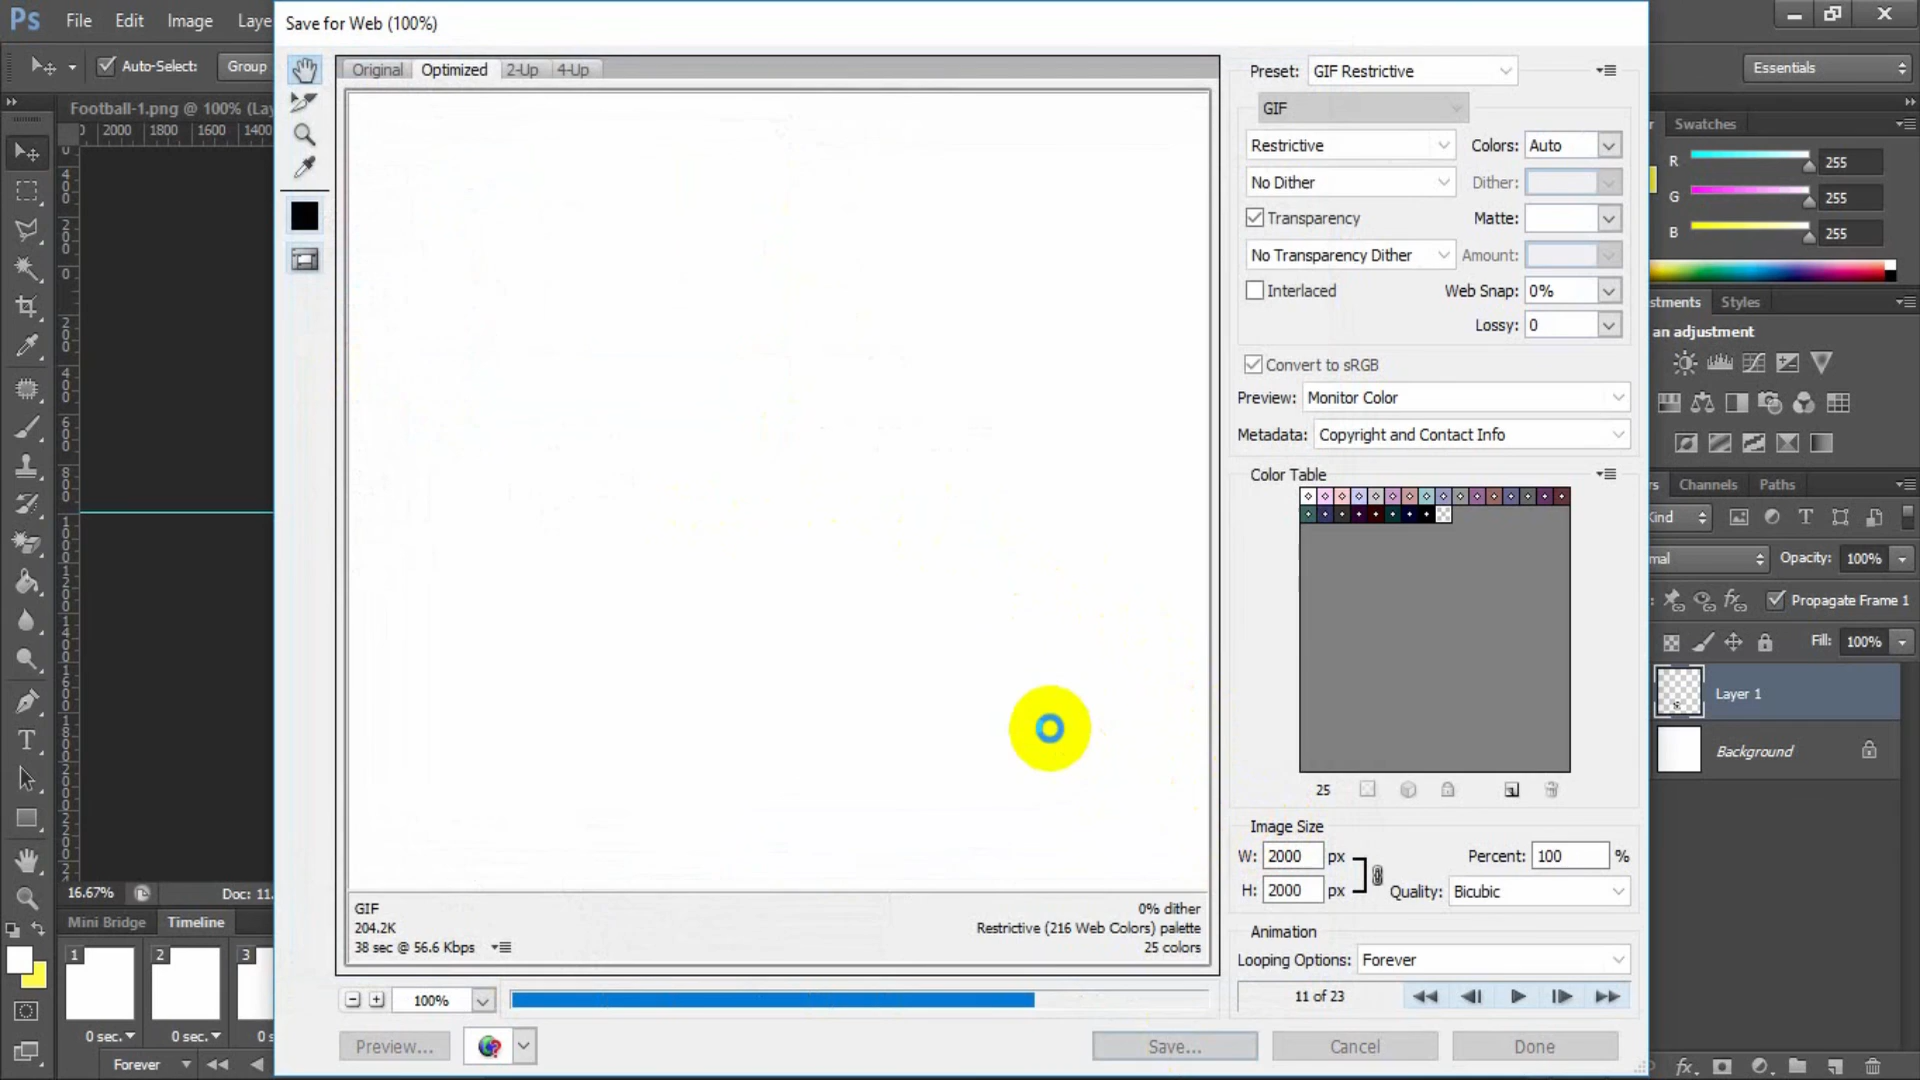 Ps File Edit Image Laye
Save for Web (100%)
Auto-Select: Group
Essentials
Football-1.png @ 100% (La
2000 1800 1600 1400
Original Optimized 2-Up 4-Up
Preset: GIF Restrictive
GIF
Restrictive Colors: Auto
No Dither Dither:
Transparency Matte:
No Transparency Dither Amount:
Interlaced Web Snap: 0%
Lossy: 0
Convert to sRGB
Preview: Monitor Color
Metadata: Copyright and Contact Info
Color Table
25
Image Size
W: 2000 px Percent: 100 %
H: 2000 px Quality: Bicubic
Animation
Looping Options: Forever
11 of 23
GIF
204.2K
38 sec @ 56.6 Kbps
0% dither
Restrictive (216 Web Colors) palette
25 colors
100%
Preview... Save... Cancel Done
Swatches
R 255
G 255
B 255
stments Styles
an adjustment
rs Channels Paths
Kind T
mal Opacity: 100%
Propagate Frame 1
Fill: 100%
Layer 1
Background
fx
16.67% Doc: 11.
Mini Bridge Timeline
1 2 3
0 sec. 0 sec. 0 s
Forever